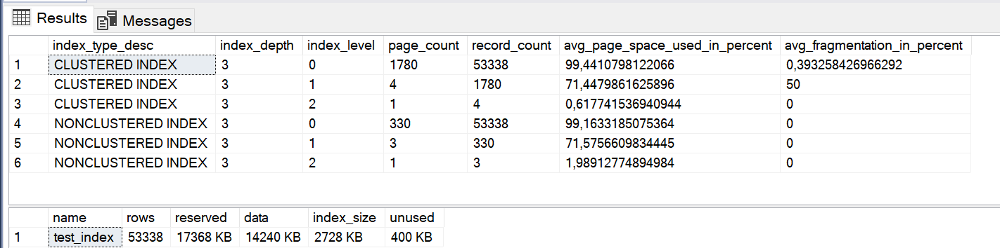 Results Messages
index_type_desc index_depth index_level page_count record_count avg_page_space_used_in_percent avg_fragmentation_in_percent
1 CLUSTERED INDEX 3 0 1780 53338 99,4410798122066 0,393258426966292
2 CLUSTERED INDEX 3 1 4 1780 71,4479861625896 50
3 CLUSTERED INDEX 3 2 1 4 0,617741536940944 0
4 NONCLUSTERED INDEX 3 0 330 53338 99,1633185075364 0
5 NONCLUSTERED INDEX 3 1 3 330 71,5756609834445 0
6 NONCLUSTERED INDEX 3 2 1 3 1,98912774894984 0
name rows reserved data index_size unused
1 test_index 53338 17368 KB 14240 KB 2728 KB 400 KB